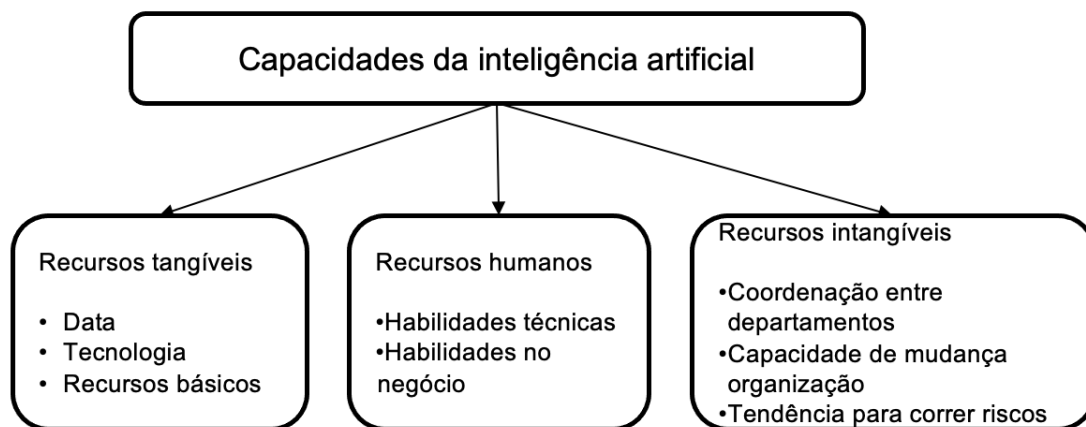 Capacidades da inteligência artificial
Recursos tangíveis
• Data
• Tecnologia
• Recursos básicos
Recursos humanos
•Habilidades técnicas
•Habilidades no
negócio
Recursos intangíveis
•Coordenação entre
departamentos
•Capacidade de mudança
organização
•Tendência para correr riscos